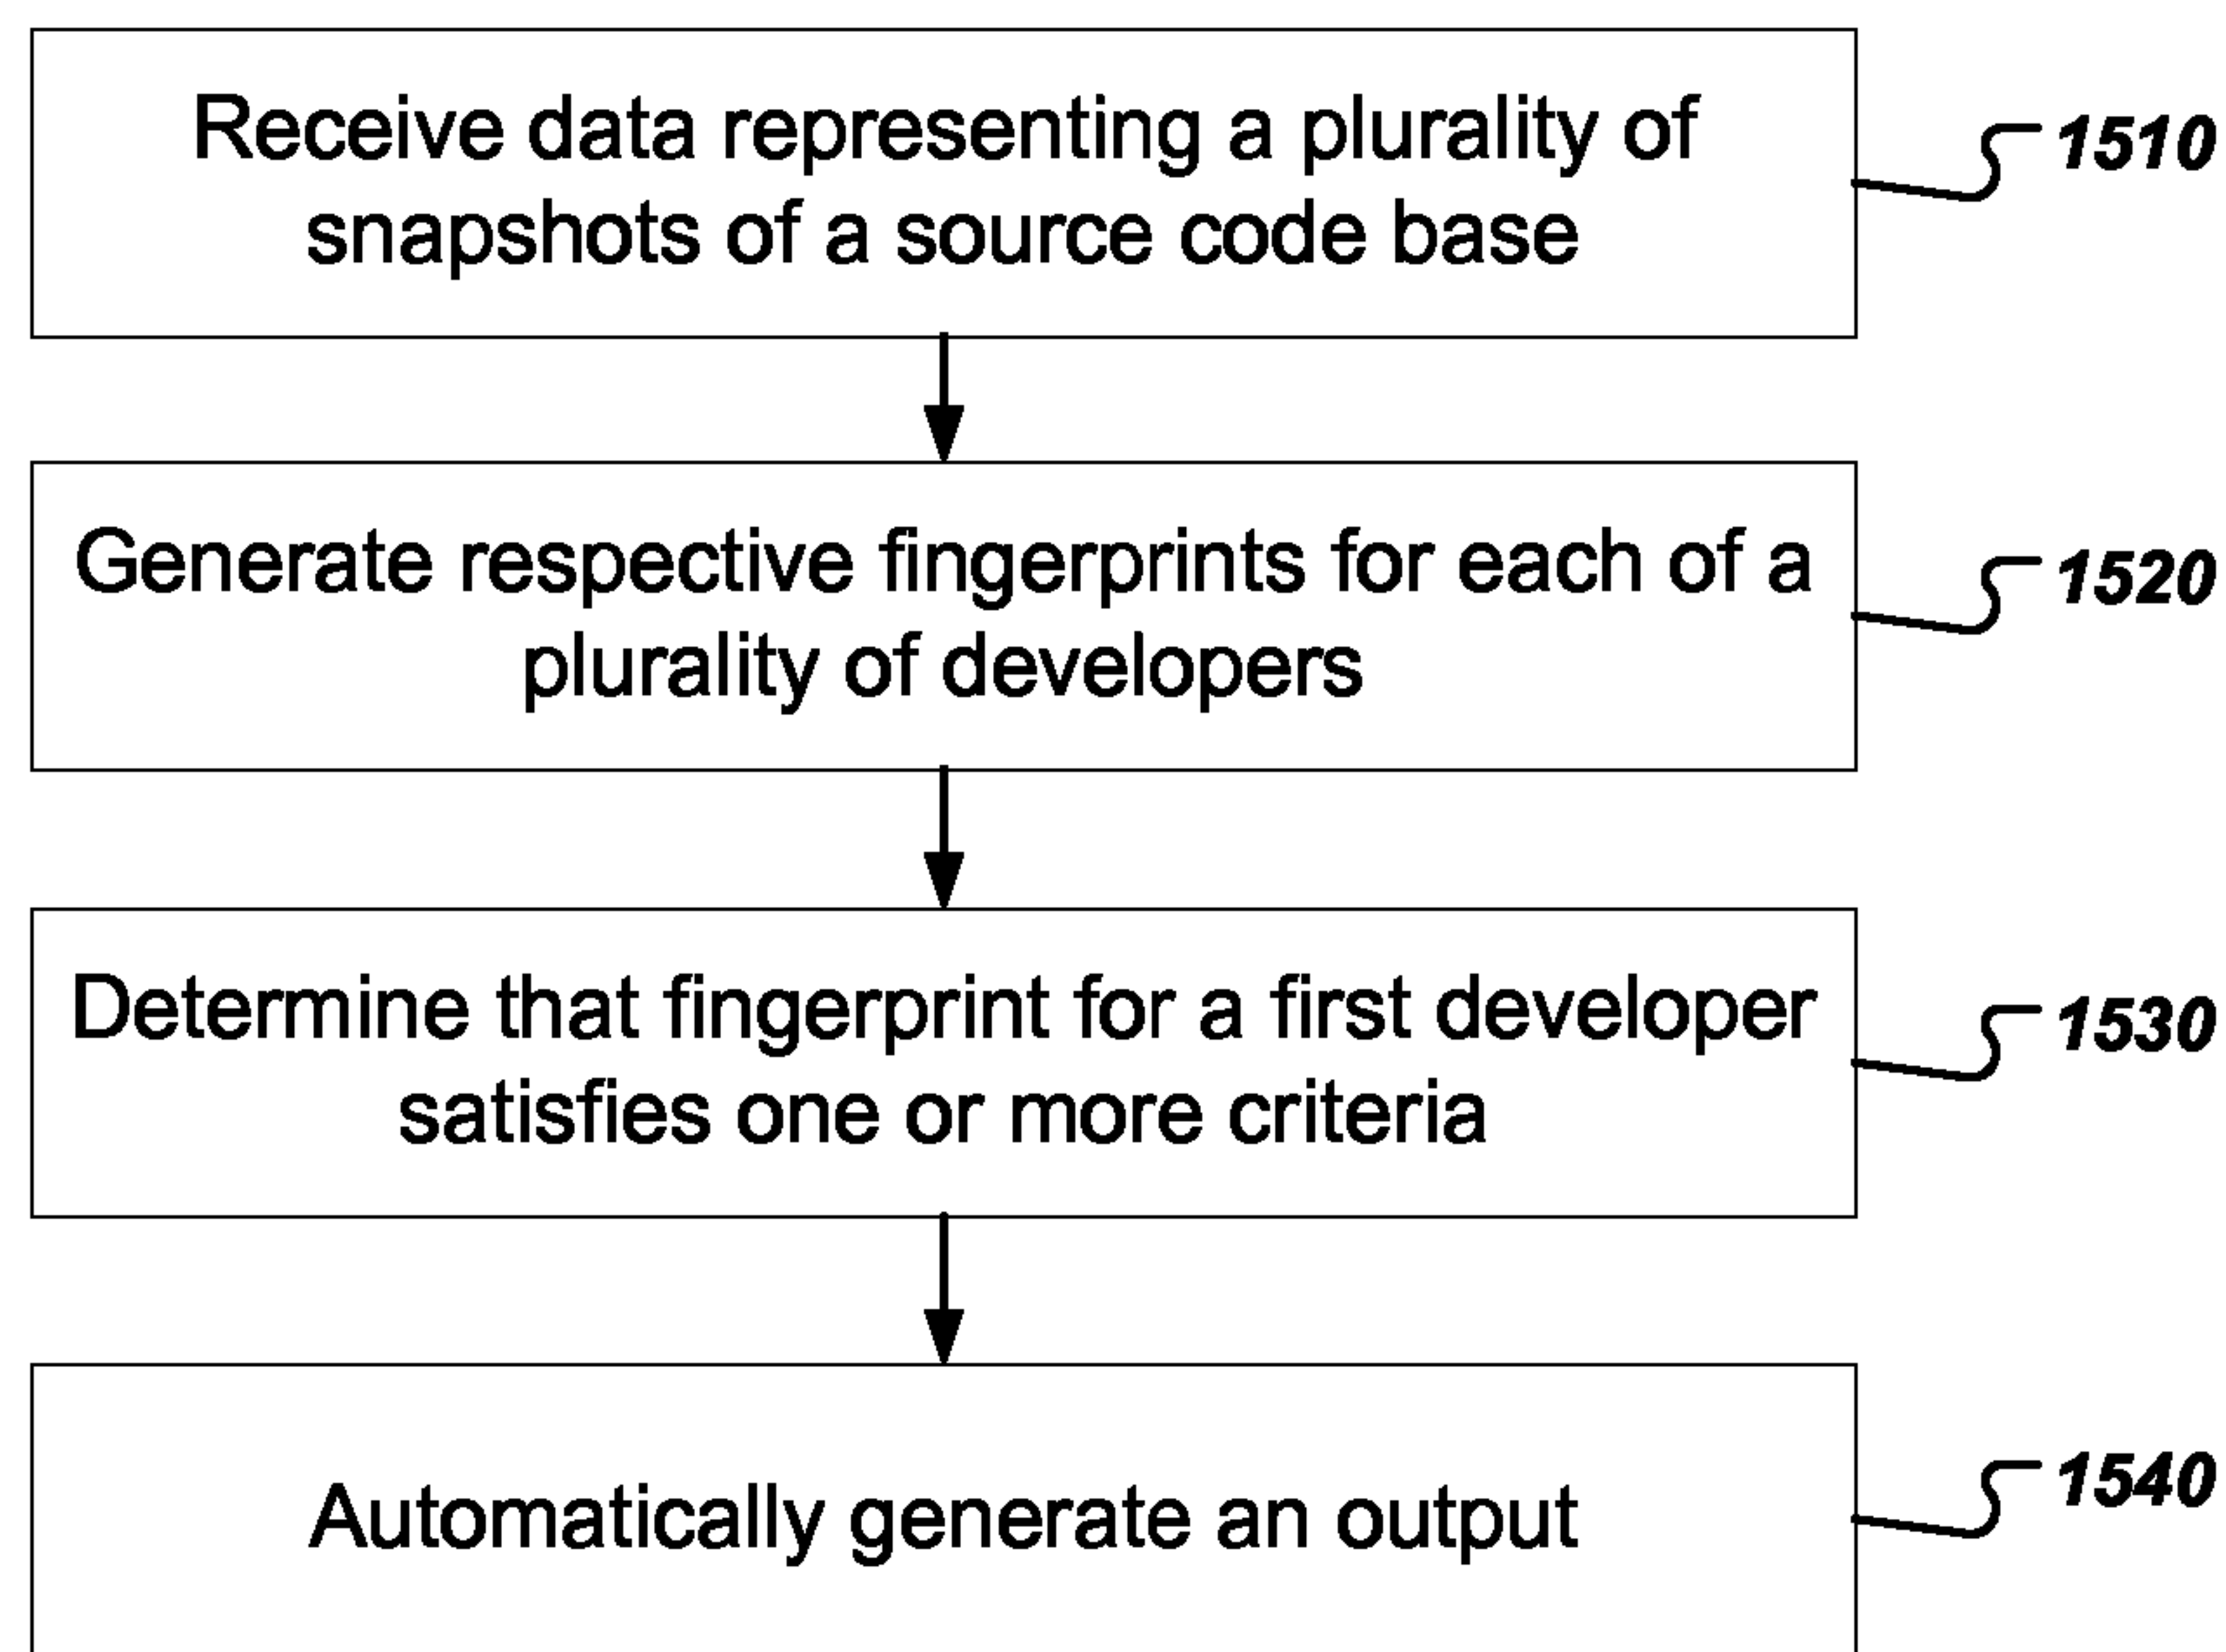 Receive data representing a plurality of
snapshots of a source code base
1510
Generate respective fingerprints for each of a
plurality of developers
1520
Determine that fingerprint for a first developer
satisfies one or more criteria
1530
Automatically generate an output
1540